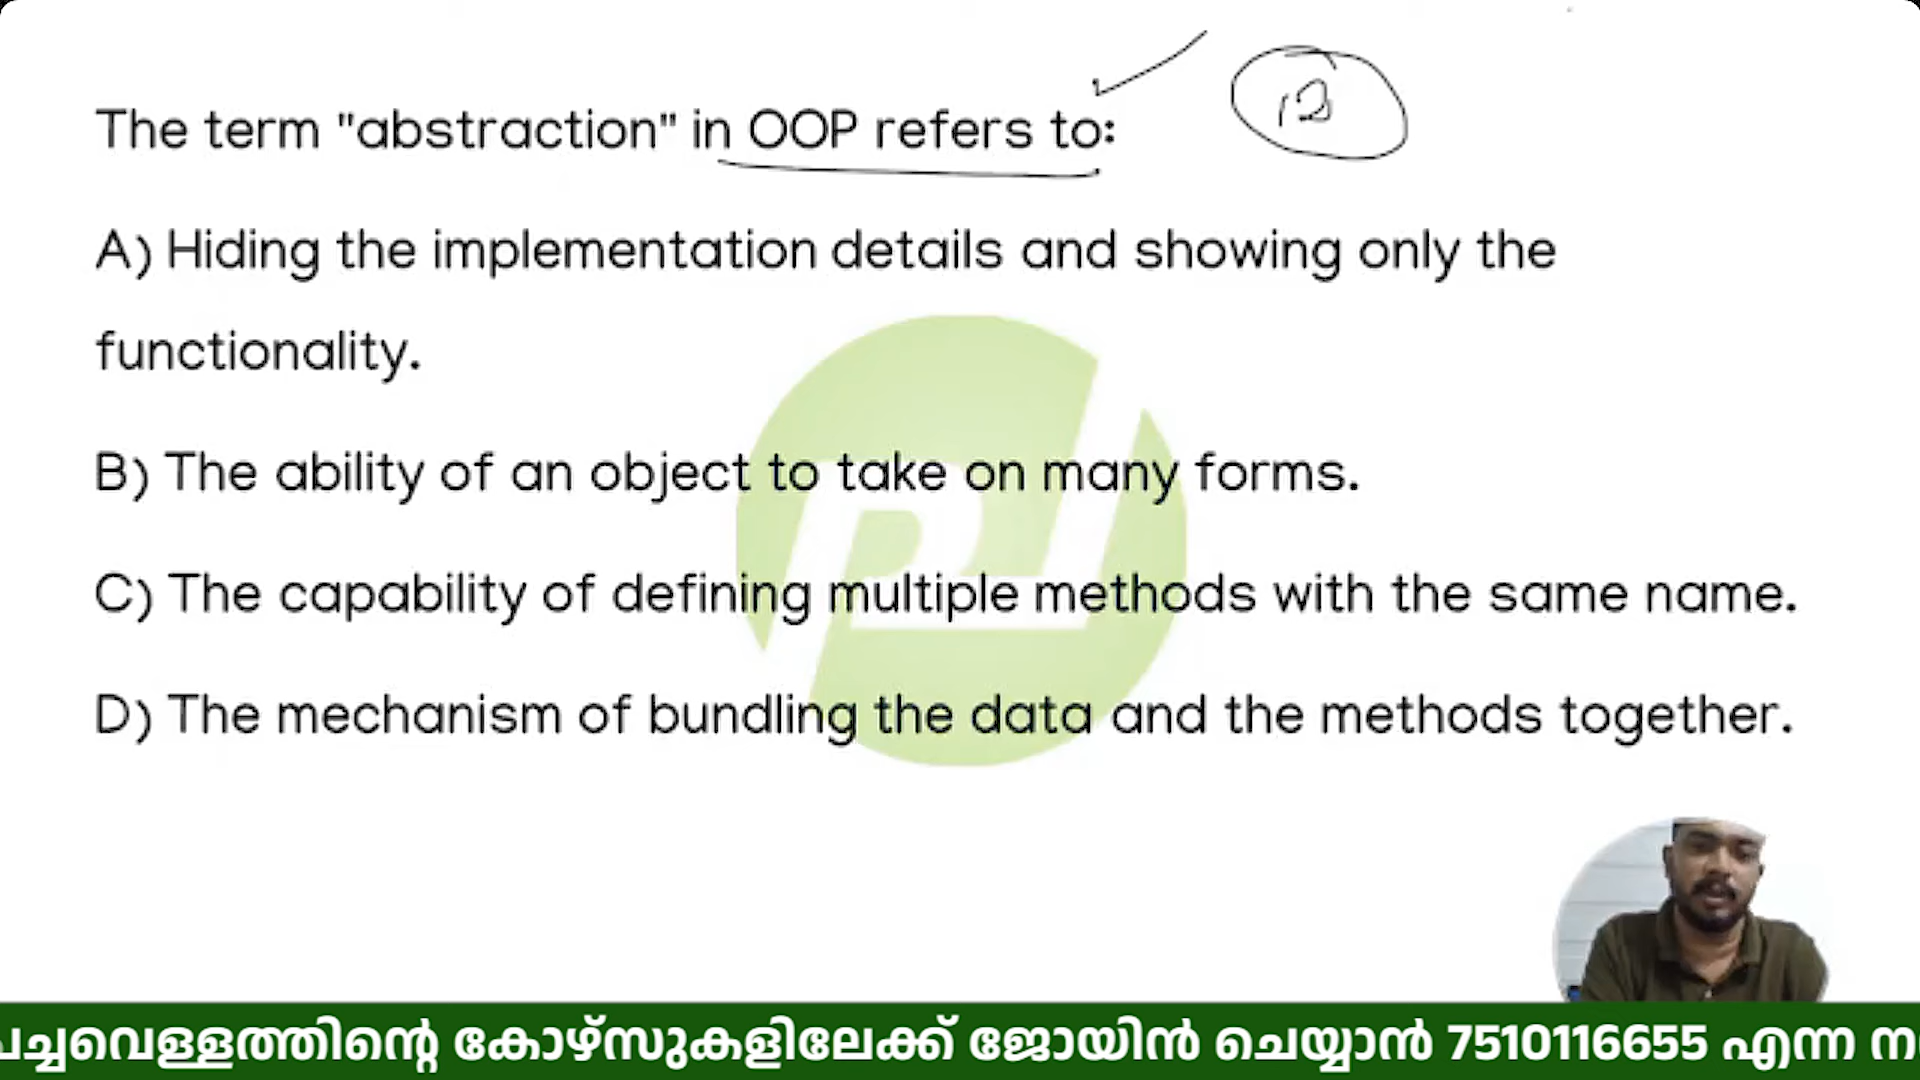 The term "abstraction" in OOP refers to:
A) Hiding the implementation details and showing only the
functionality.
B) The ability of an object to take on many forms.
C) The capability of defining multiple methods with the same name.
D) The mechanism of bundling the data and the methods together.
പച്ചവെള്ളത്തിന്റെ കോഴ്സുകളിലേക്ക് ജോയിൻ ചെയ്യാൻ 7510116655 എന്ന